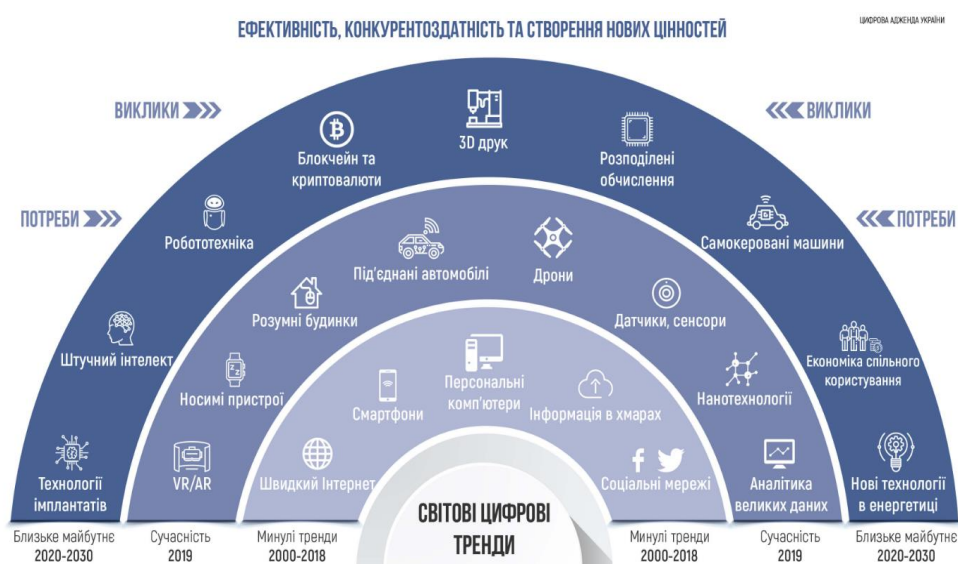 ЕФЕКТИВНІСТЬ, КОНКУРЕНТОЗДАТНІСТЬ ТА СТВОРЕННЯ НОВИХ ЦІННОСТЕЙ
ЦИФРОВА АДЖЕНДА УКРАЇНИ
ВИКЛИКИ
ВИКЛИКИ
ПОТРЕБИ
ПОТРЕБИ
3D друк
Блокчейн та
криптовалюти
Розподілені
обчислення
Робототехніка
Самокеровані машини
Штучний інтелект
Економіка спільного
користування
Технології
імплантатів
Нові технології
в енергетиці
Під'єднані автомобілі
Дрони
Розумні будинки
Датчики, сенсори
Носимі пристрої
Нанотехнології
VR/AR
Аналітика
великих даних
Персональні
комп'ютери
Смартфони
Інформація в хмарах
Швидкий Інтернет
Соціальні мережі
СВІТОВІ ЦИФРОВІ
ТРЕНДИ
Близьке майбутнє
2020-2030
Сучасність
2019
Минулі тренди
2000-2018
Минулі тренди
2000-2018
Сучасність
2019
Близьке майбутнє
2020-2030